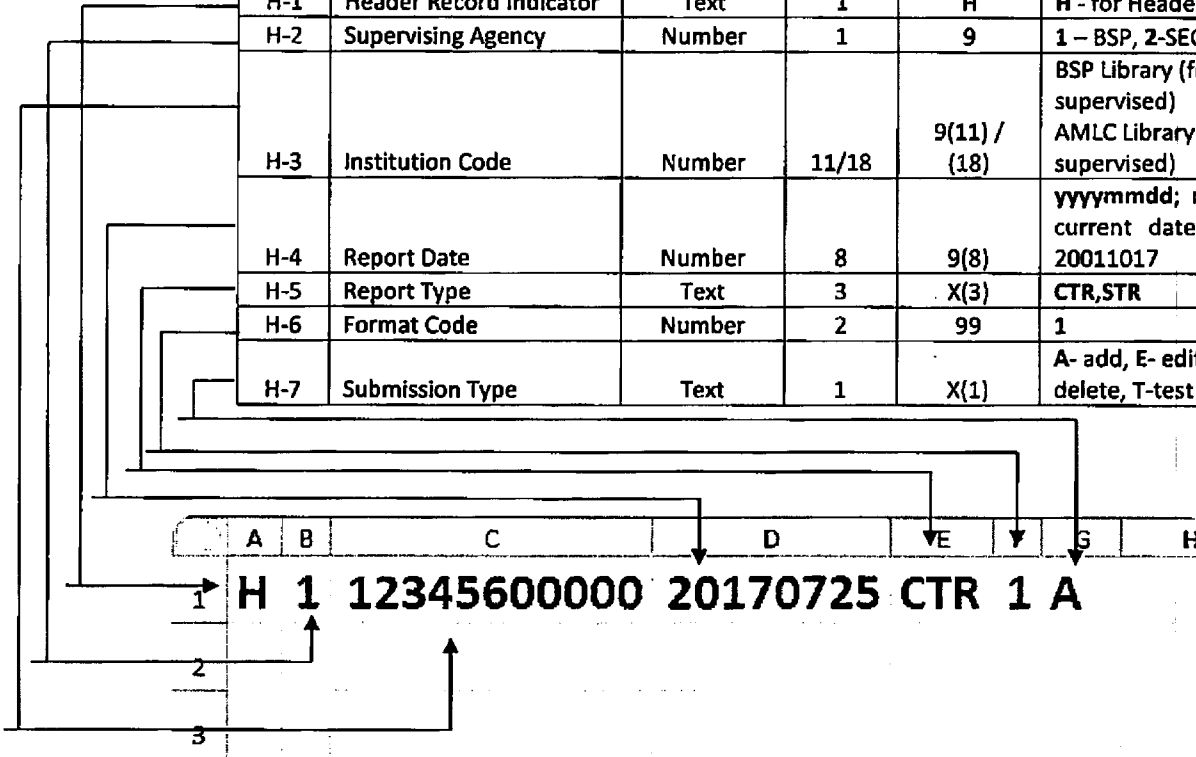 H-1 Header Record Indicator Text 1 H H - for Header
H-2 Supervising Agency Number 1 9 1 – BSP, 2-SEC
BSP Library (f
supervised)
9(11) / AMLC Library
H-3 Institution Code Number 11/18 (18) supervised)
yyyymmdd;
current date
H-4 Report Date Number 8 9(8) 20011017
H-5 Report Type Text 3 X(3) CTR,STR
H-6 Format Code Number 2 99 1
A- add, E- edit
H-7 Submission Type Text 1 X(1) delete, T-test
A B C D E G H
1 H 1 12345600000 20170725 CTR 1 A
2
3